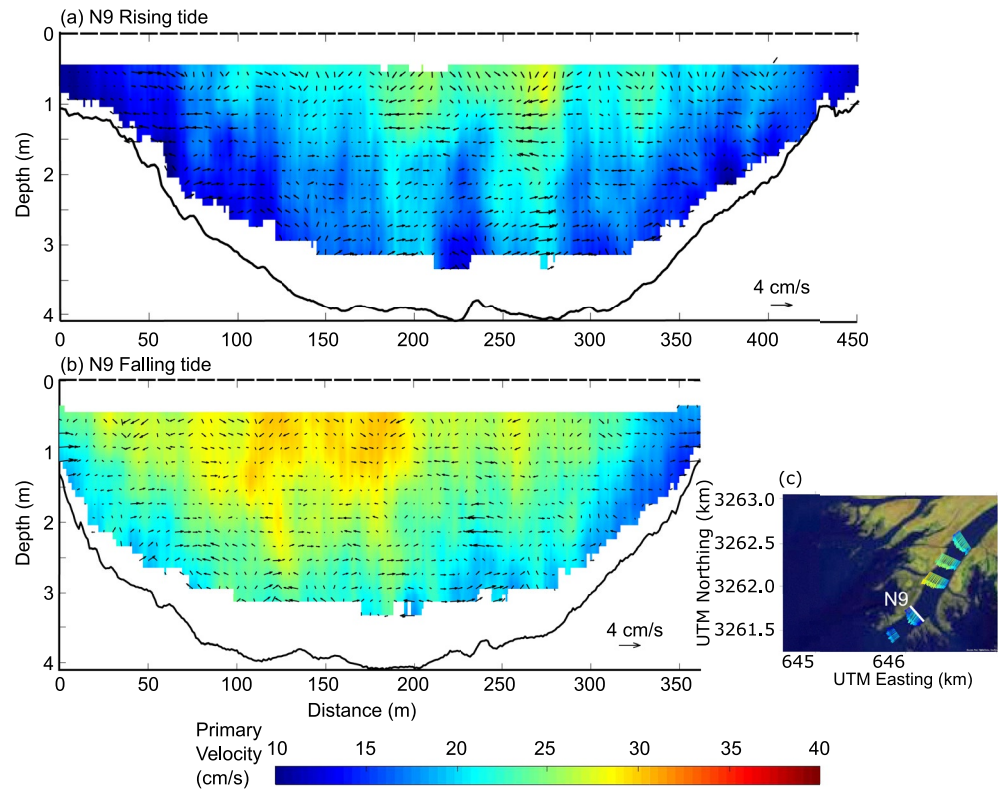 (a) N9 Rising tide
0
1
2
3
4
Depth (m)
4 cm/s
0 50 100 150 200 250 300 350 400 450
(b) N9 Falling tide
0
1
2
3
4
Depth (m)
4 cm/s
0 50 100 150 200 250 300 350
Distance (m)
(c)
3263.0
3262.5
3262.0
3261.5
UTM Northing (km)
N9
645 646
UTM Easting (km)
Primary
Velocity
(cm/s)
10 15 20 25 30 35 40